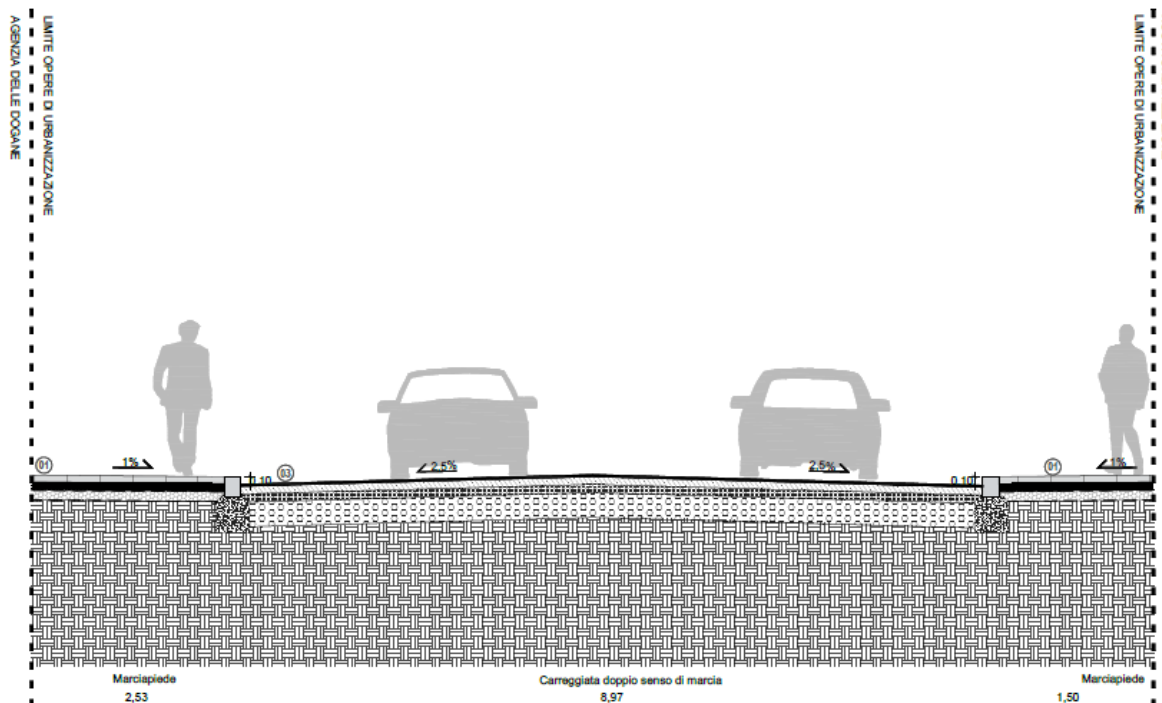 AGENZIA DELLE DOGANE
LIMITE OPERE DI URBANIZZAZIONE
LIMITE OPERE DI URBANIZZAZIONE
01
1%
0,10
03
2,5%
2,5%
0,10
01
1%
Marciapiede
2,53
Carreggiata doppio senso di marcia
8,97
Marciapiede
1,50